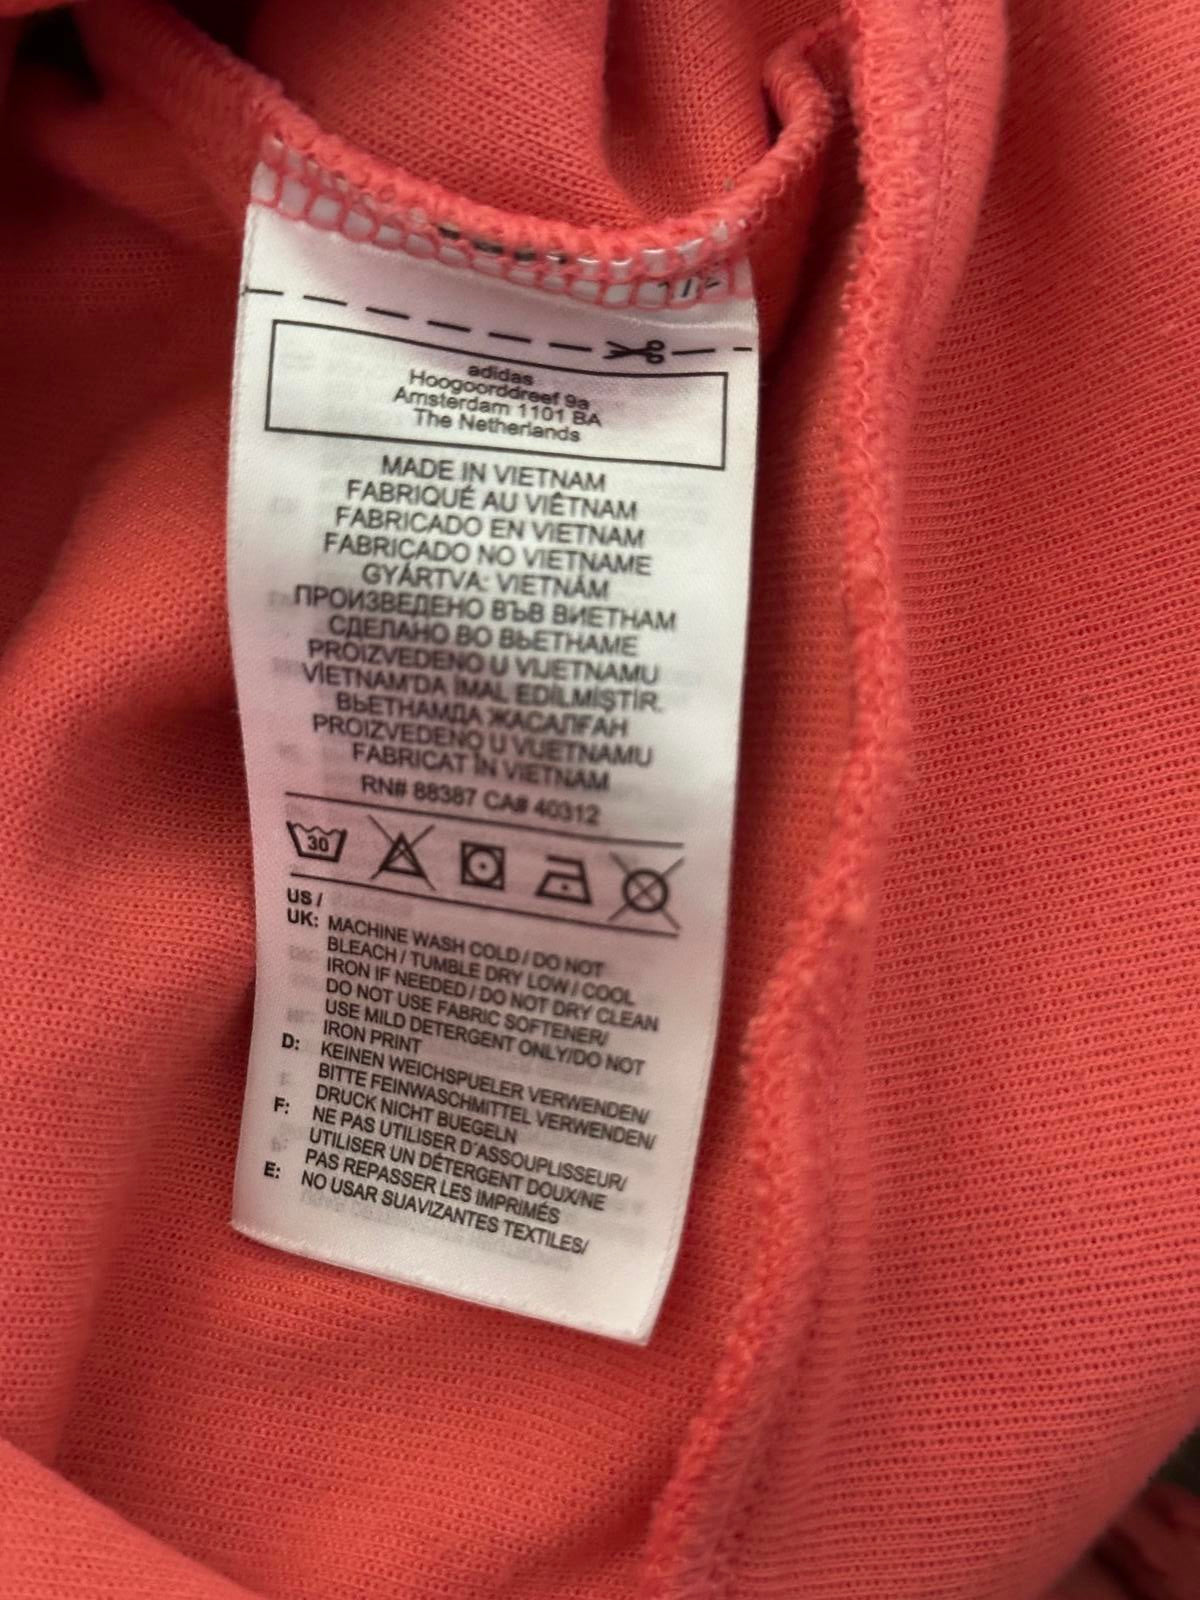 adidas
Hoogoorddreef 9a
Amsterdam 1101 BA
The Netherlands
MADE IN VIETNAM
FABRIQUÉ AU VIÊTNAM
FABRICADO EN VIETNAM
FABRICADO NO VIETNAME
GYÁRTVA: VIETNÁM
ПРОИЗВЕДЕНО ВЪВ ВИЕТНАМ
СДЕЛАНО ВО ВЬЕТНАМЕ
PROIZVEDENO U VIJETNAMU
VİETNAM'DA İMAL EDİLMİŞTİR.
ВЬЕТНАМДА ЖАСАЛҒАН
PROIZVEDENO U VIJETNAMU
FABRICAT ÎN VIETNAM
RN# 88387 CA# 40312
30
US /
UK: MACHINE WASH COLD / DO NOT
BLEACH / TUMBLE DRY LOW / COOL
IRON IF NEEDED / DO NOT DRY CLEAN
DO NOT USE FABRIC SOFTENER/
USE MILD DETERGENT ONLY/DO NOT
IRON PRINT
D: KEINEN WEICHSPUELER VERWENDEN/
BITTE FEINWASCHMITTEL VERWENDEN/
DRUCK NICHT BUEGELN
F: NE PAS UTILISER D'ASSOUPLISSEUR/
UTILISER UN DÉTERGENT DOUX/NE
PAS REPASSER LES IMPRIMÉS
E: NO USAR SUAVIZANTES TEXTILES/